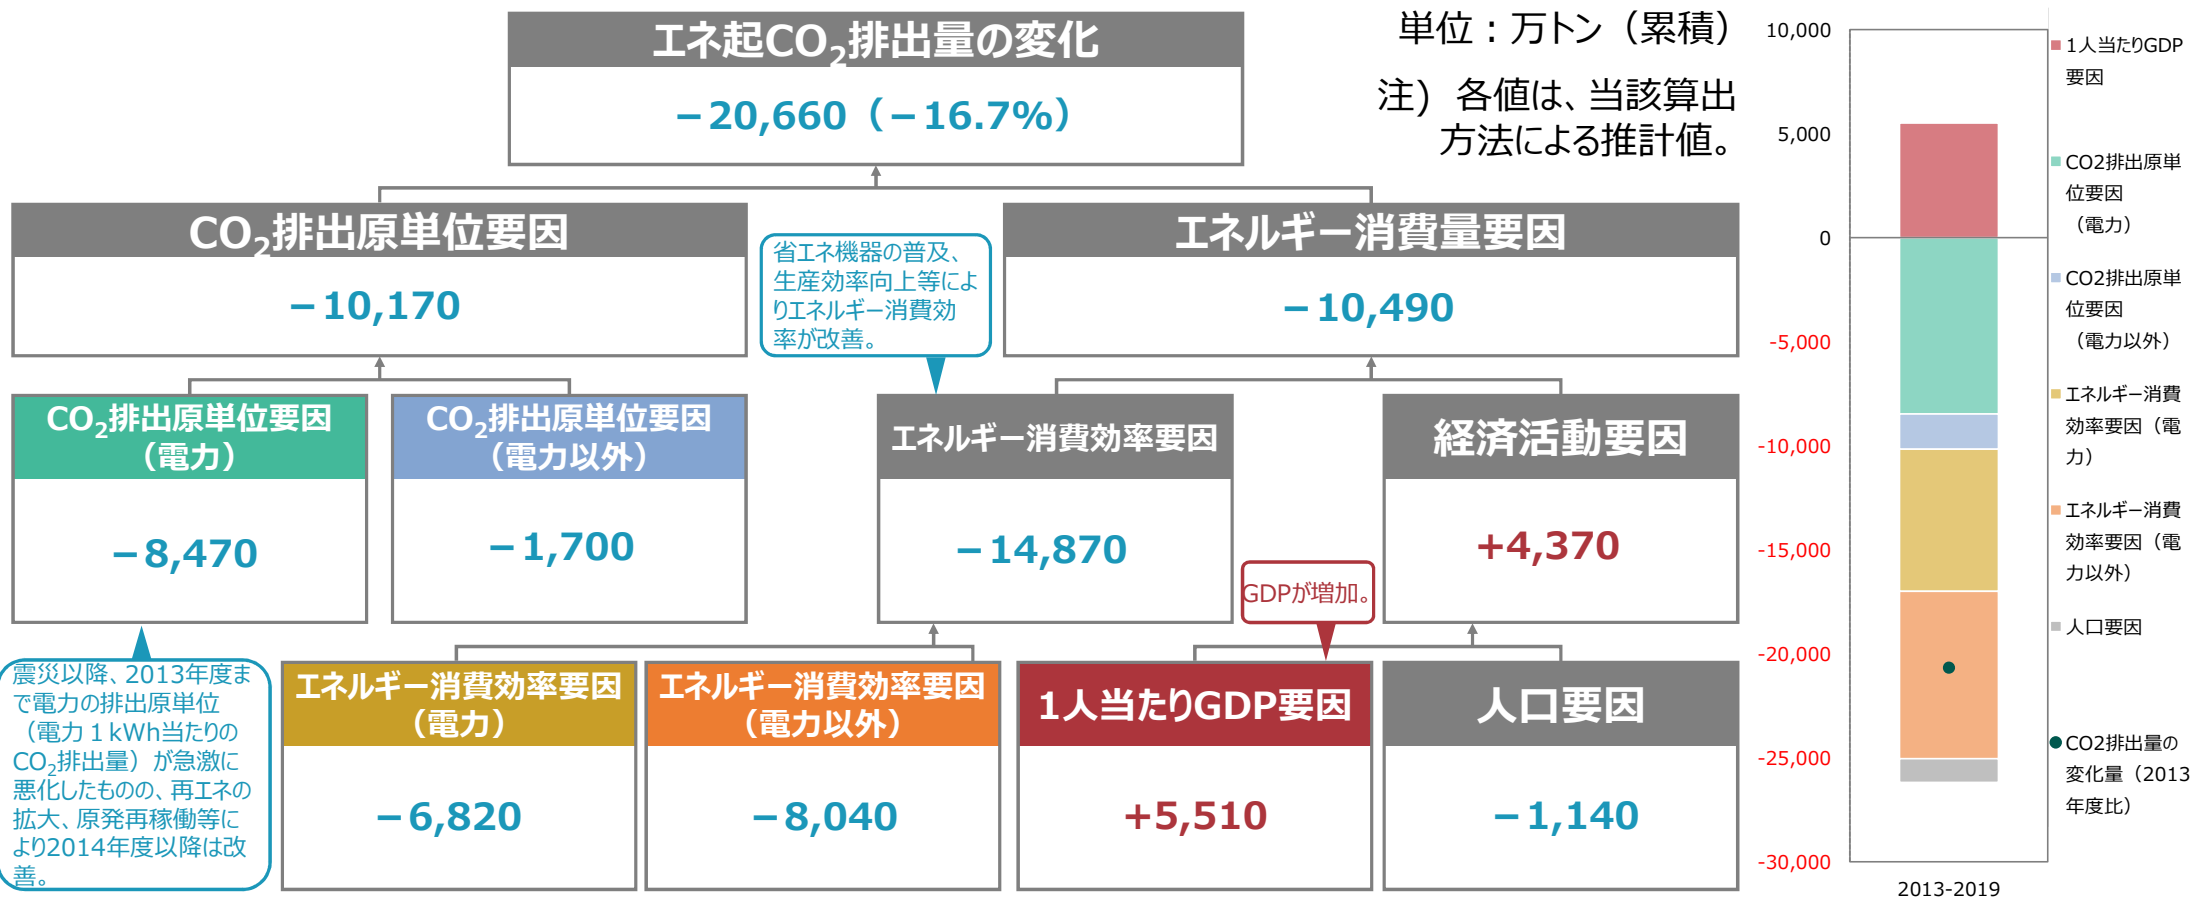 エネ起CO₂排出量の変化
−20,660（−16.7%）
単位：万トン（累積）
注）各値は、当該算出
方法による推計値。
CO₂排出原単位要因
−10,170
エネルギー消費量要因
−10,490
省エネ機器の普及、
生産効率向上等によ
りエネルギー消費効
率が改善。
CO₂排出原単位要因
（電力）
−8,470
CO₂排出原単位要因
（電力以外）
−1,700
エネルギー消費効率要因
−14,870
経済活動要因
+4,370
GDPが増加。
震災以降、2013年度ま
で電力の排出原単位
（電力１kWh当たりの
CO₂排出量）が急激に
悪化したものの、再エネの
拡大、原発再稼働等に
より2014年度以降は改
善。
エネルギー消費効率要因
（電力）
−6,820
エネルギー消費効率要因
（電力以外）
−8,040
1人当たりGDP要因
+5,510
人口要因
−1,140
10,000
5,000
0
-5,000
-10,000
-15,000
-20,000
-25,000
-30,000
2013-2019
1人当たりGDP
要因
CO2排出原単
位要因
（電力）
CO2排出原単
位要因
（電力以外）
エネルギー消費
効率要因（電
力）
エネルギー消費
効率要因（電
力以外）
人口要因
CO2排出量の
変化量（2013
年度比）